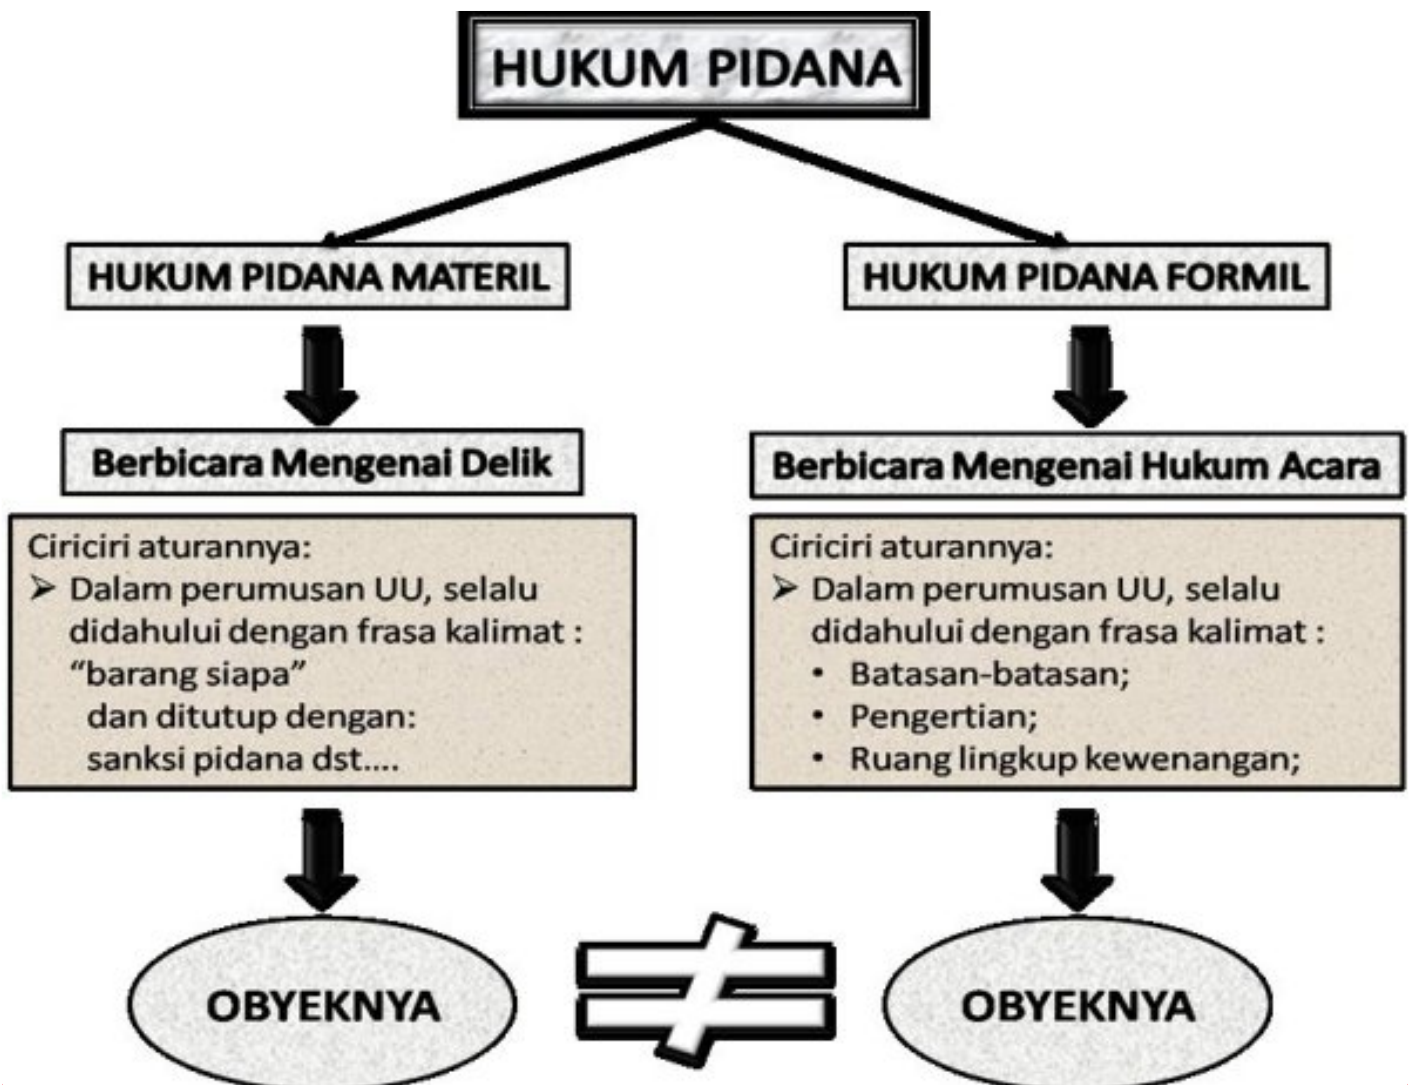 HUKUM PIDANA
HUKUM PIDANA MATERIL
Berbicara Mengenai Delik
Ciriciri aturannya:
➢ Dalam perumusan UU, selalu
didahului dengan frasa kalimat :
“barang siapa”
dan ditutup dengan:
sanksi pidana dst....
OBYEKNYA
HUKUM PIDANA FORMIL
Berbicara Mengenai Hukum Acara
Ciriciri aturannya:
➢ Dalam perumusan UU, selalu
didahului dengan frasa kalimat :
• Batasan-batasan;
• Pengertian;
• Ruang lingkup kewenangan;
OBYEKNYA